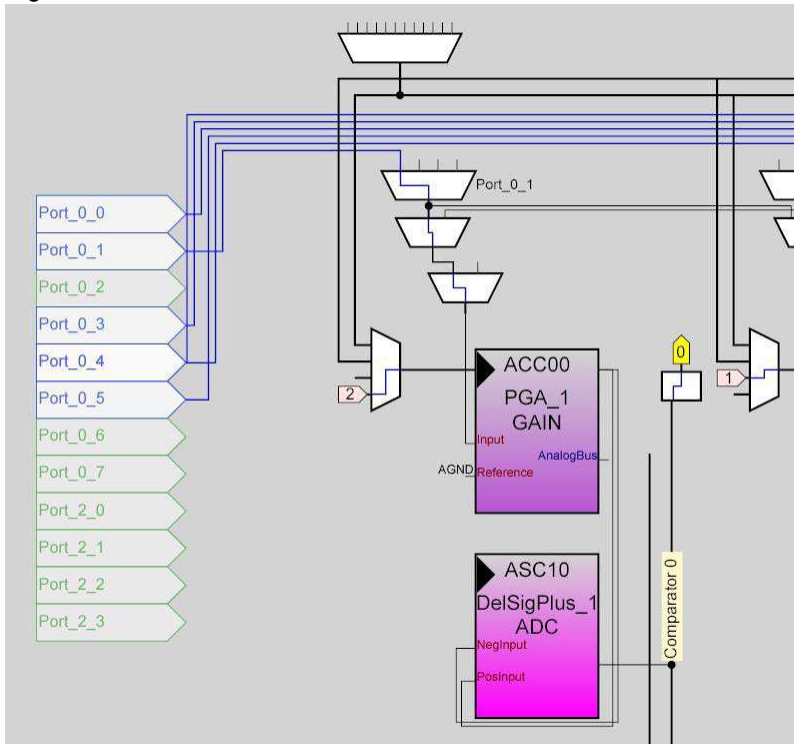 Port_0_1
Port_0_0
Port_0_1
Port_0_2
Port_0_3
Port_0_4
Port_0_5
Port_0_6
Port_0_7
Port_2_0
Port_2_1
Port_2_2
Port_2_3
2
ACC00
PGA_1
GAIN
Input
AnalogBus
AGND
Reference
0
1
ASC10
DelSigPlus_1
ADC
NegInput
PosInput
Comparator 0